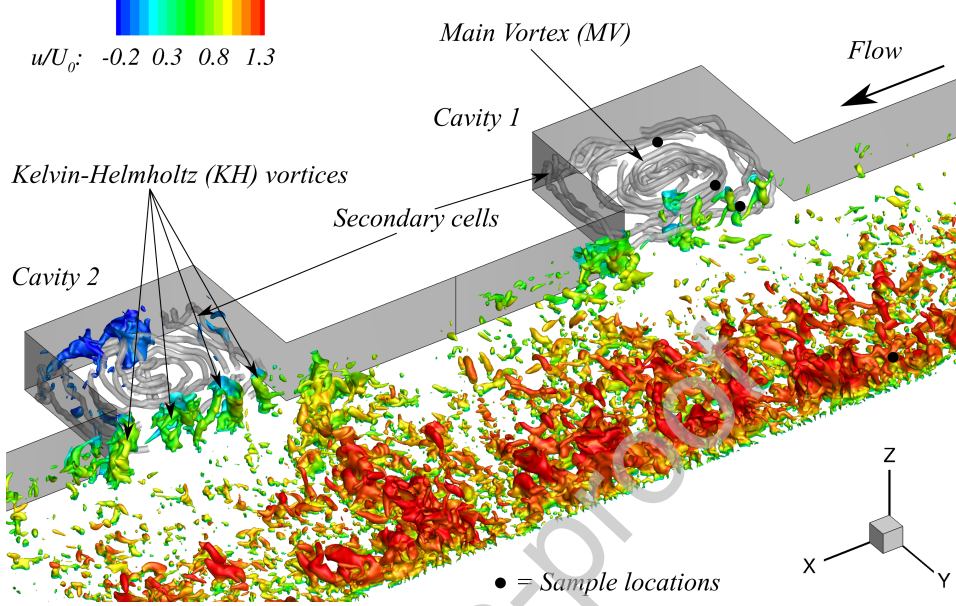 Main Vortex (MV)
u/U0: -0.2 0.3 0.8 1.3
Flow
Cavity 1
Kelvin-Helmholtz (KH) vortices
Secondary cells
Cavity 2
Z
X
Y
● = Sample locations
-proof